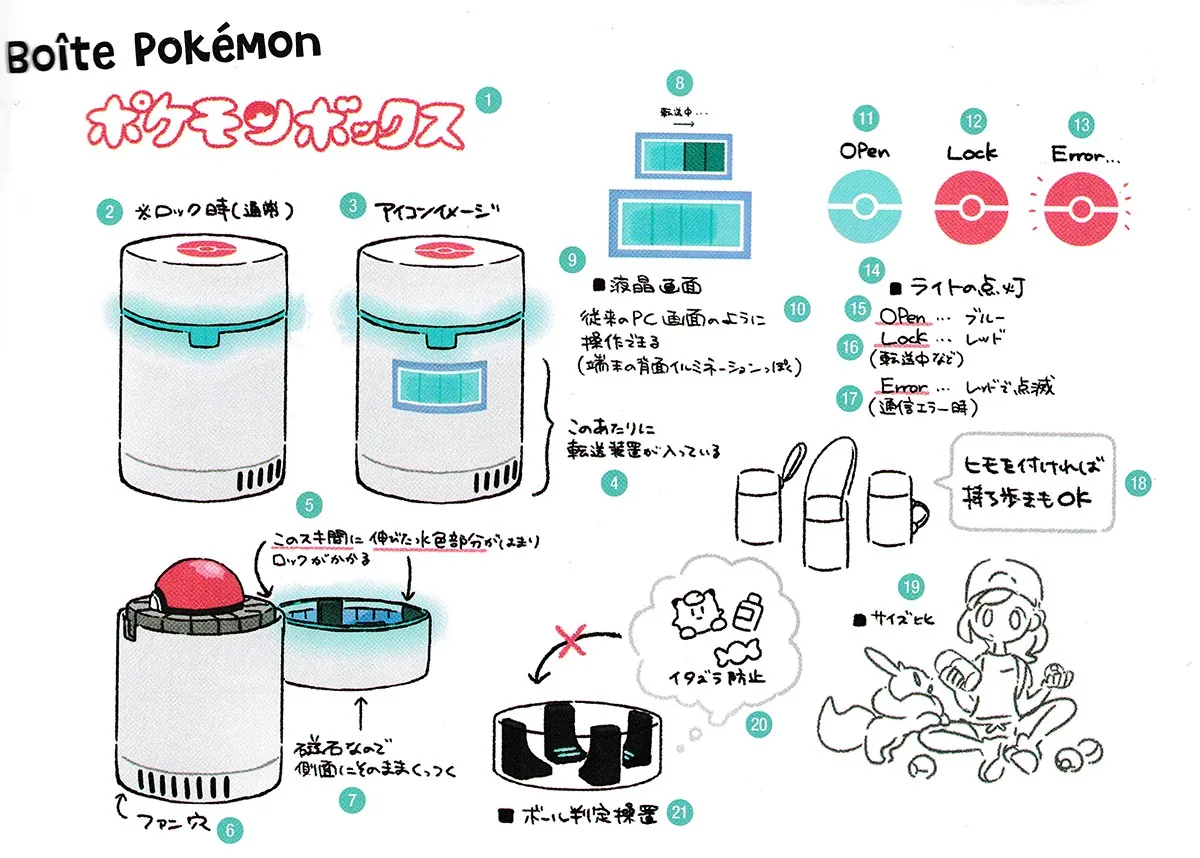 Boîte Pokémon
ポケモンボックス
1
2
※ロック時(通常)
3
アイコンイメージ
8
転送中…
9
■液晶画面
10
従来のPC画面のように
操作できる
(端末の背面イルミネーションっぽく)
このあたりに
転送装置が入っている
4
11
Open
12
Lock
13
Error...
14
■ライトの点灯
15
Open … ブルー
16
Lock … レッド
(転送中など)
17
Error … レッドで点滅
(通信エラー時)
ヒモを付ければ
持ち歩きもOK
18
5
このスキ間に 伸びた水色部分がはまり
ロックがかかる
磁石なので
側面にそのままくっつく
7
ファン穴
6
19
■サイズ比
イタズラ防止
20
■ボール判定装置
21